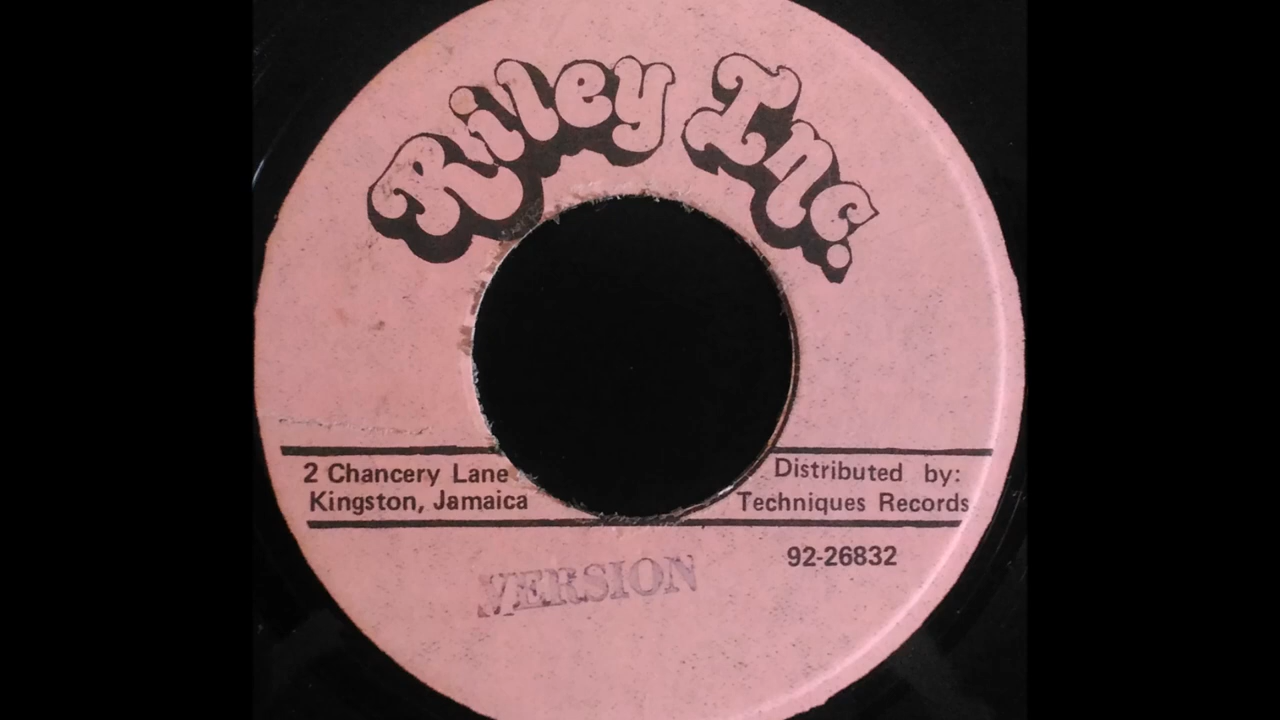 Riley Inc.
2 Chancery Lane
Kingston, Jamaica
Distributed by:
Techniques Records
92-26832
VERSION